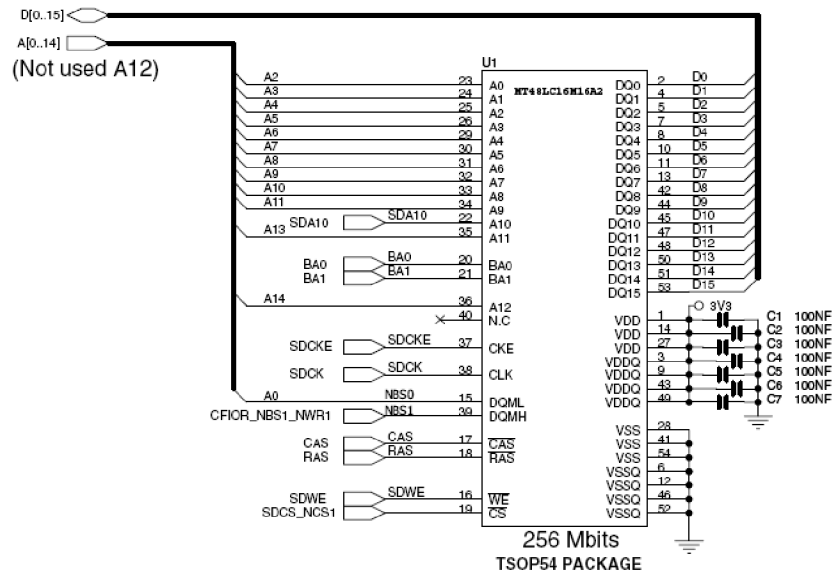 D[0..15]
A[0..14]
(Not used A12)
U1
MT48LC16M16A2
A2 23 A0 DQ0 2 D0
A3 24 A1 DQ1 4 D1
A4 25 A2 DQ2 5 D2
A5 26 A3 DQ3 7 D3
A6 29 A4 DQ4 8 D4
A7 30 A5 DQ5 10 D5
A8 31 A6 DQ6 11 D6
A9 32 A7 DQ7 13 D7
A10 33 A8 DQ8 42 D8
A11 34 A9 DQ9 44 D9
SDA10 SDA10 22 A10 DQ10 45 D10
A13 35 A11 DQ11 47 D11
DQ12 48 D12
BA0 BA0 20 BA0 DQ13 50 D13
BA1 BA1 21 BA1 DQ14 51 D14
DQ15 53 D15
A14 36 A12 3V3
40 N.C VDD 1 C1 100NF
VDD 14 C2 100NF
SDCKE SDCKE 37 CKE VDD 27 C3 100NF
VDDQ 3 C4 100NF
SDCK SDCK 38 CLK VDDQ 9 C5 100NF
VDDQ 43 C6 100NF
A0 NBS0 15 DQML VDDQ 49 C7 100NF
CFIOR_NBS1_NWR1 NBS1 39 DQMH
VSS 28
CAS CAS 17 CAS VSS 41
RAS RAS 18 RAS VSS 54
VSSQ 6
VSSQ 12
SDWE SDWE 16 WE VSSQ 46
SDCS_NCS1 19 CS VSSQ 52
256 Mbits
TSOP54 PACKAGE